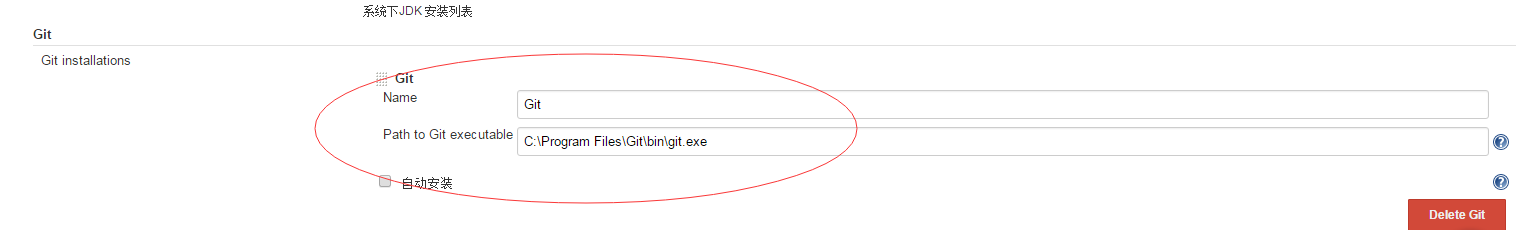 系统下JDK 安装列表
Git
Git installations
Git
Name
Git
Path to Git executable
C:\Program Files\Git\bin\git.exe
自动安装
Delete Git